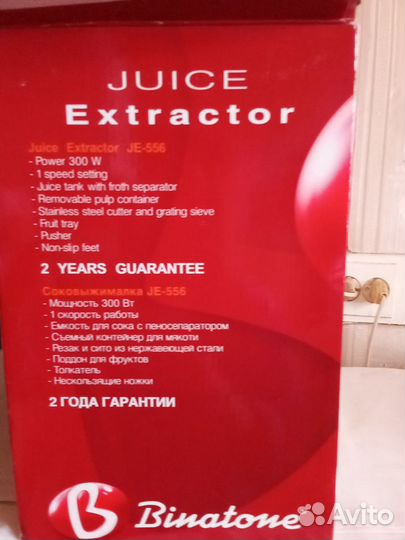 JUICE
Extractor
Juice Extractor JE-556
- Power 300 W
- 1 speed setting
- Juice tank with froth separator
- Removable pulp container
- Stainless steel cutter and grating sieve
- Fruit tray
- Pusher
- Non-slip feet
2 YEARS GUARANTEE
Соковыжималка JE-556
- Мощность 300 Вт
- 1 скорость работы
- Емкость для сока с пеносепаратором
- Съемный контейнер для мякоти
- Резак и сито из нержавеющей стали
- Поддон для фруктов
- Толкатель
- Нескользящие ножки
2 ГОДА ГАРАНТИИ
B Binatone
Avito